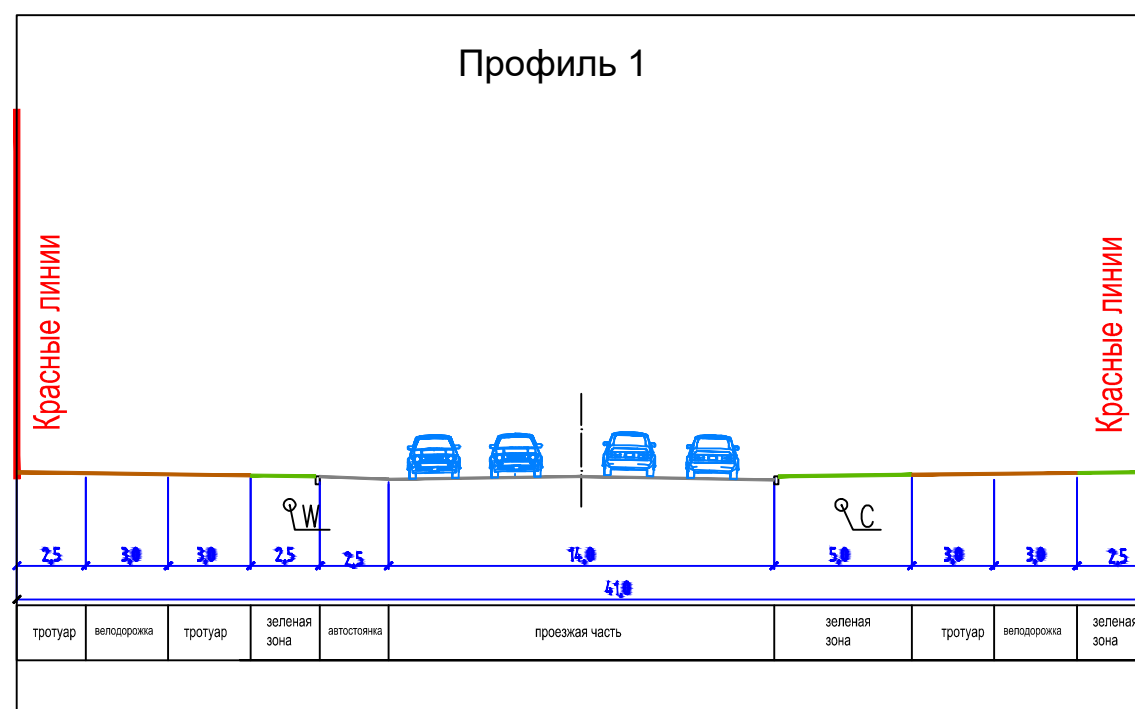 Профиль 1
Красные линии
Красные линии
W
C
2,5 3,0 3,0 2,5 2,5 14,0 5,0 3,0 3,0 2,5
41,0
тротуар велодорожка тротуар зеленая зона автостоянка проезжая часть зеленая зона тротуар велодорожка зеленая зона